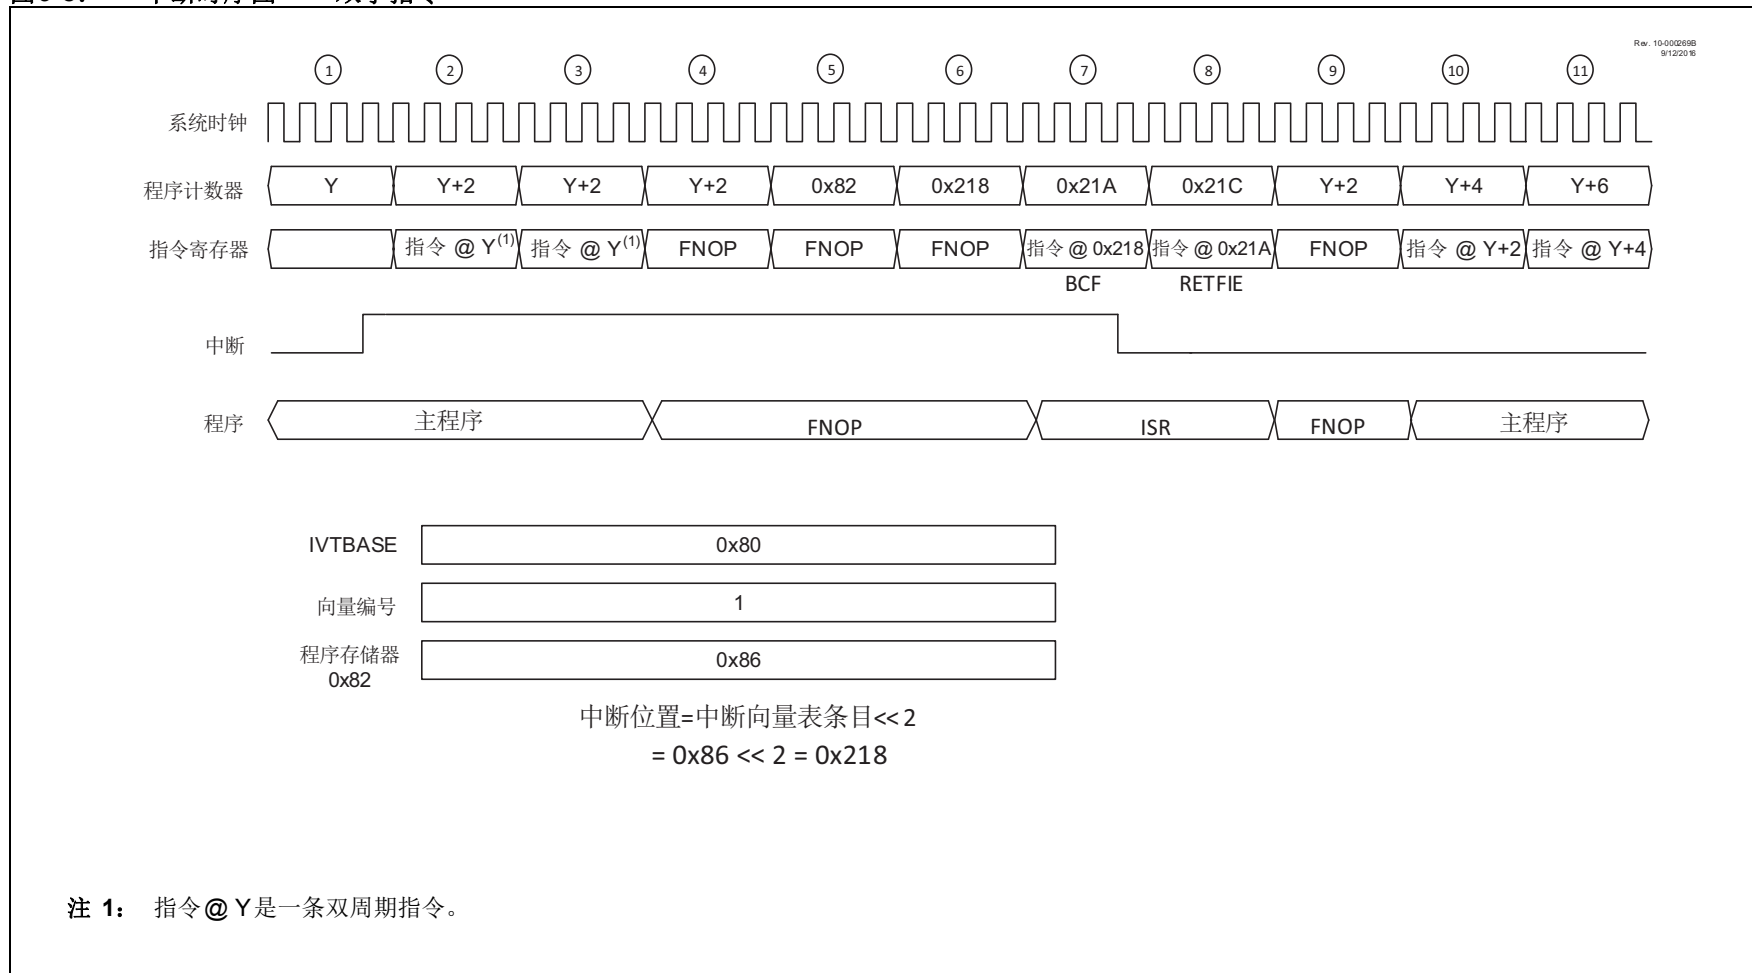 Rev. 10-000269B
9/12/2016
1 2 3 4 5 6 7 8 9 10 11
系统时钟
程序计数器 Y Y+2 Y+2 Y+2 0x82 0x218 0x21A 0x21C Y+2 Y+4 Y+6
指令寄存器 指令 @ Y(1) 指令 @ Y(1) FNOP FNOP FNOP 指令 @ 0x218 指令 @ 0x21A FNOP 指令 @ Y+2 指令 @ Y+4
BCF RETFIE
中断
程序 主程序 FNOP ISR FNOP 主程序
IVTBASE 0x80
向量编号 1
程序存储器 0x86
0x82
中断位置=中断向量表条目<< 2
= 0x86 << 2 = 0x218
注 1： 指令@ Y是一条双周期指令。